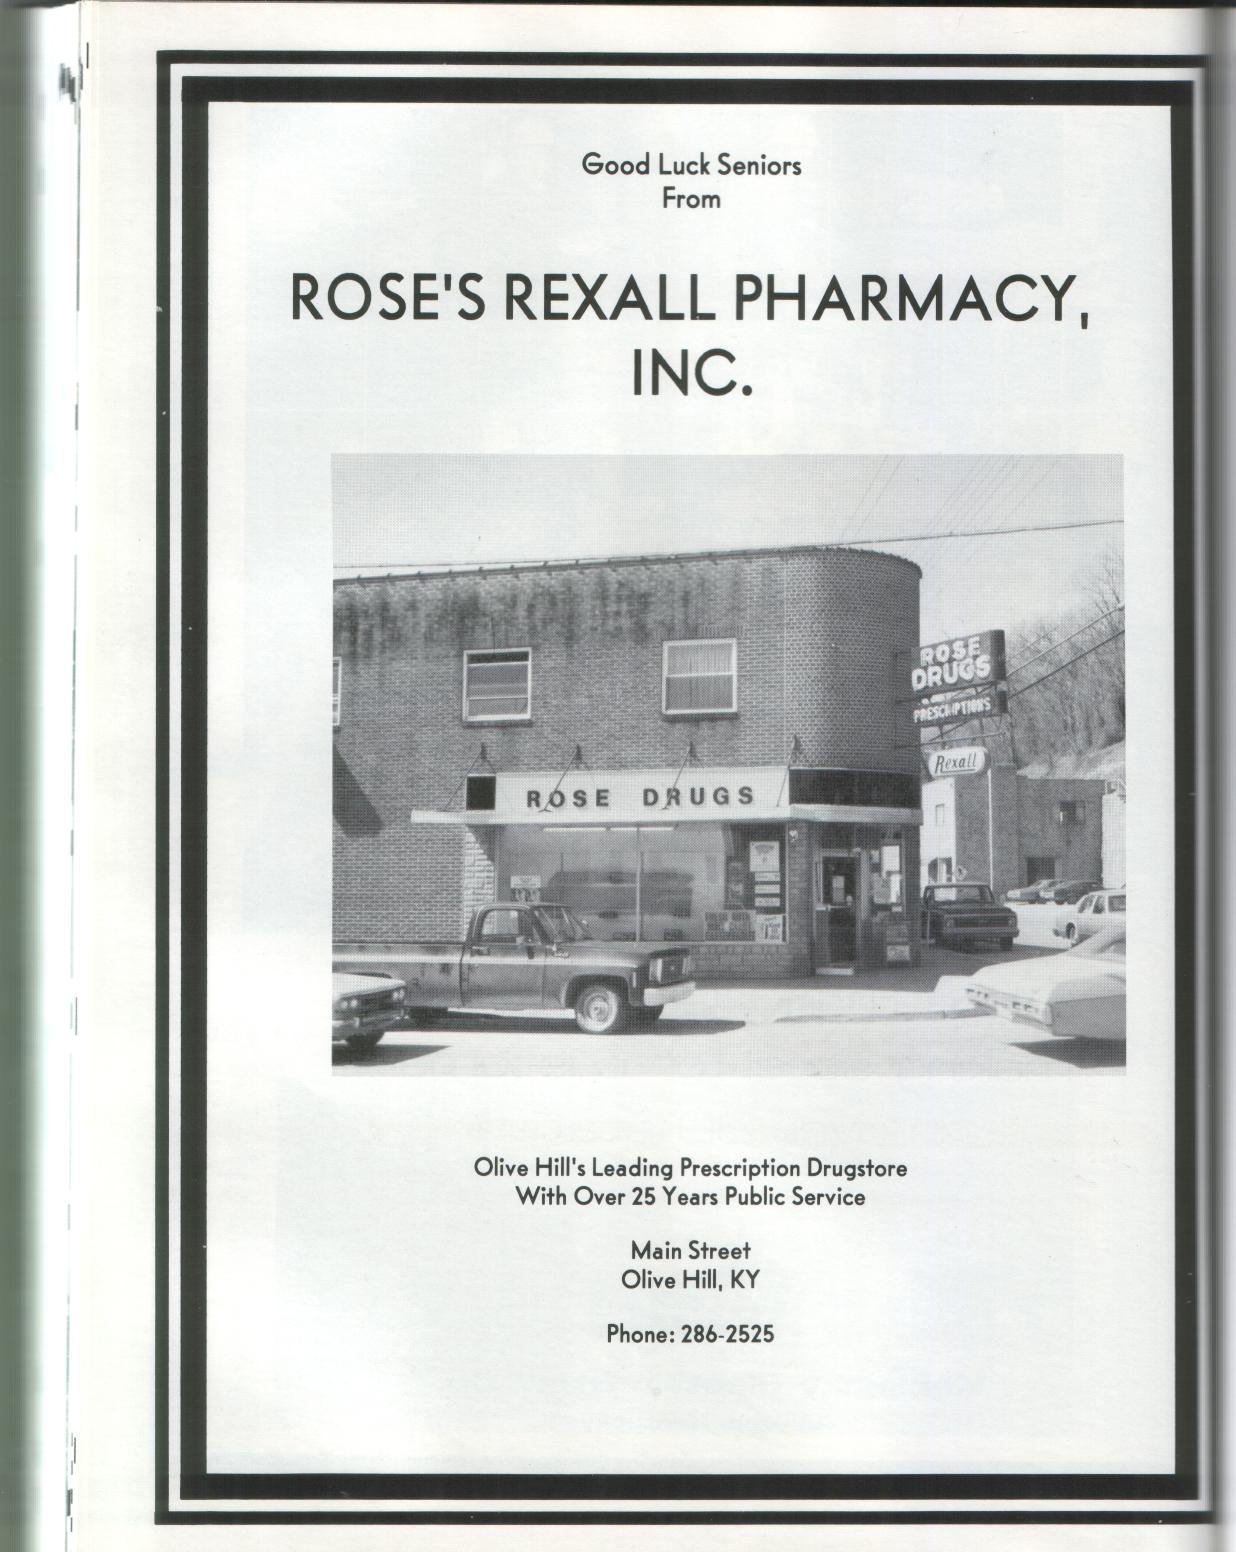 Good Luck Seniors
From
ROSE'S REXALL PHARMACY,
INC.
ROSE
DRUGS
PRESCRIPTIONS
Rexall
ROSE DRUGS
Olive Hill's Leading Prescription Drugstore
With Over 25 Years Public Service
Main Street
Olive Hill, KY
Phone: 286-2525